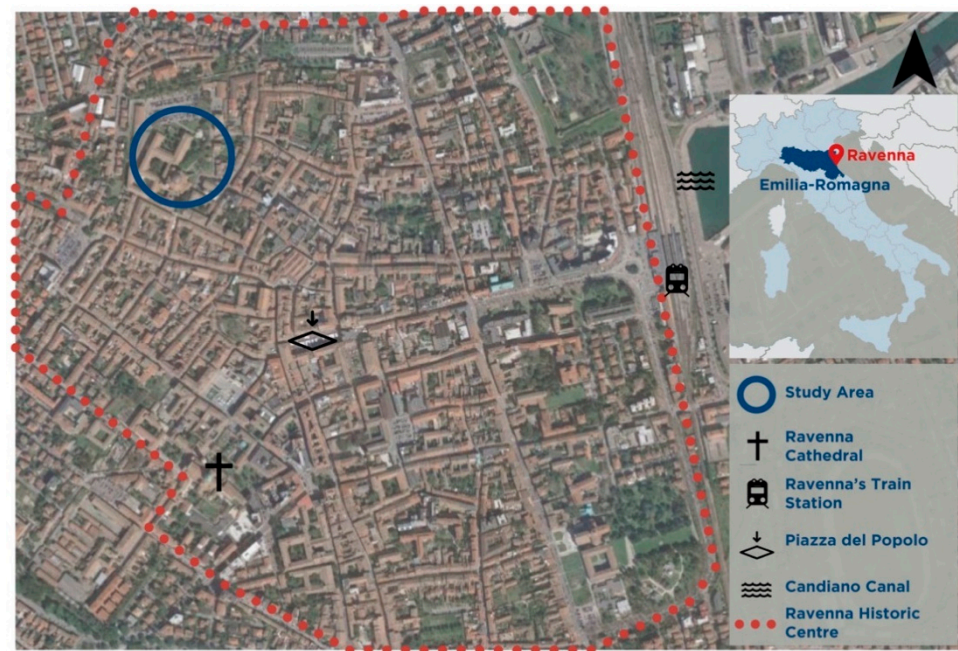 Ravenna
Emilia-Romagna
Study Area
Ravenna
Cathedral
Ravenna's Train
Station
Piazza del Popolo
Candiano Canal
Ravenna Historic
Centre